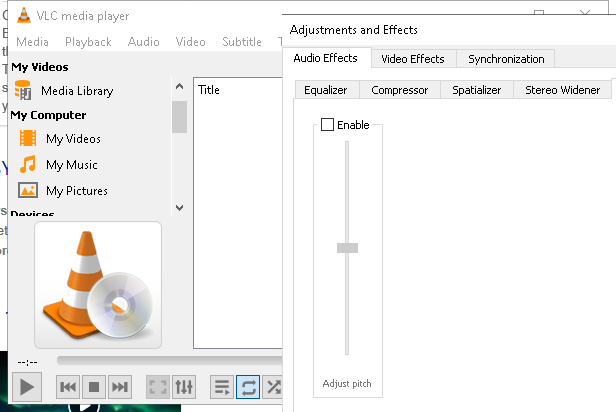 VLC media player
Media Playback Audio Video Subtitle T
My Videos
Media Library
My Computer
My Videos
My Music
My Pictures
Devices
Title
--:--
Adjustments and Effects
Audio Effects Video Effects Synchronization
Equalizer Compressor Spatializer Stereo Widener
Enable
Adjust pitch